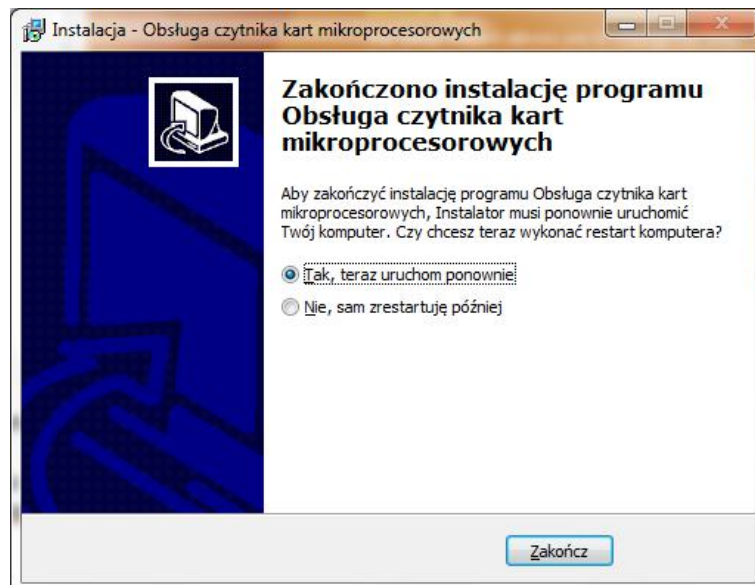 Instalacja - Obsługa czytnika kart mikroprocesorowych
Zakończono instalację programu
Obsługa czytnika kart
mikroprocesorowych
Aby zakończyć instalację programu Obsługa czytnika kart
mikroprocesorowych, Instalator musi ponownie uruchomić
Twój komputer. Czy chcesz teraz wykonać restart komputera?
Tak, teraz uruchom ponownie
Nie, sam zrestartuję później
Zakończ